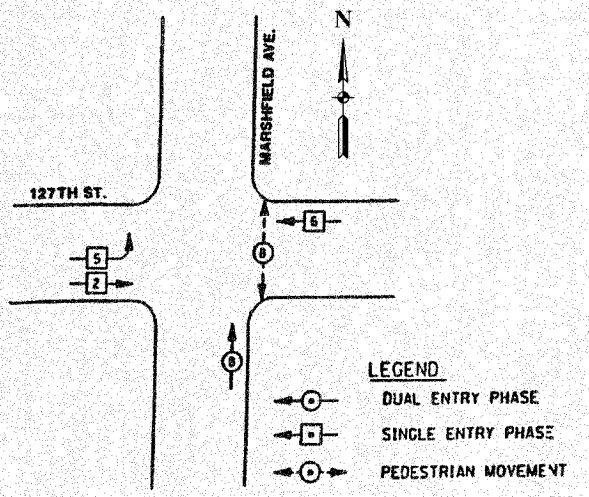 N
MARSHFIELD AVE.
127TH ST.
6
5
8
2
8
LEGEND
DUAL ENTRY PHASE
SINGLE ENTRY PHASE
PEDESTRIAN MOVEMENT